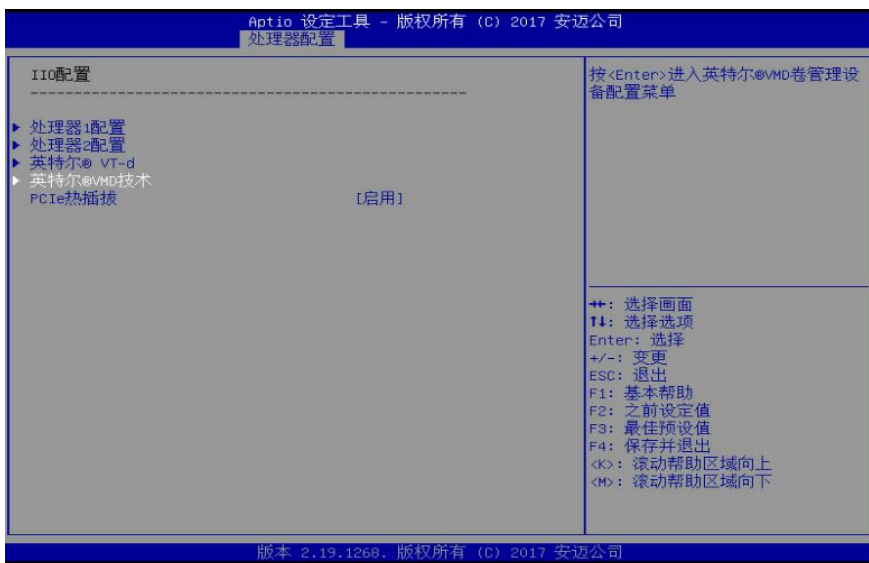 Aptio 设定工具 - 版权所有 (C) 2017 安迈公司
处理器配置
IIO配置
--------------------------------------------------
处理器1配置
处理器2配置
英特尔® VT-d
英特尔®VMD技术
PCIe热插拔 [启用]
按<Enter>进入英特尔®VMD卷管理设
备配置菜单
→←: 选择画面
↑↓: 选择选项
Enter: 选择
+/-: 变更
ESC: 退出
F1: 基本帮助
F2: 之前设定值
F3: 最佳预设值
F4: 保存并退出
<K>: 滚动帮助区域向上
<M>: 滚动帮助区域向下
版本 2.19.1268. 版权所有 (C) 2017 安迈公司